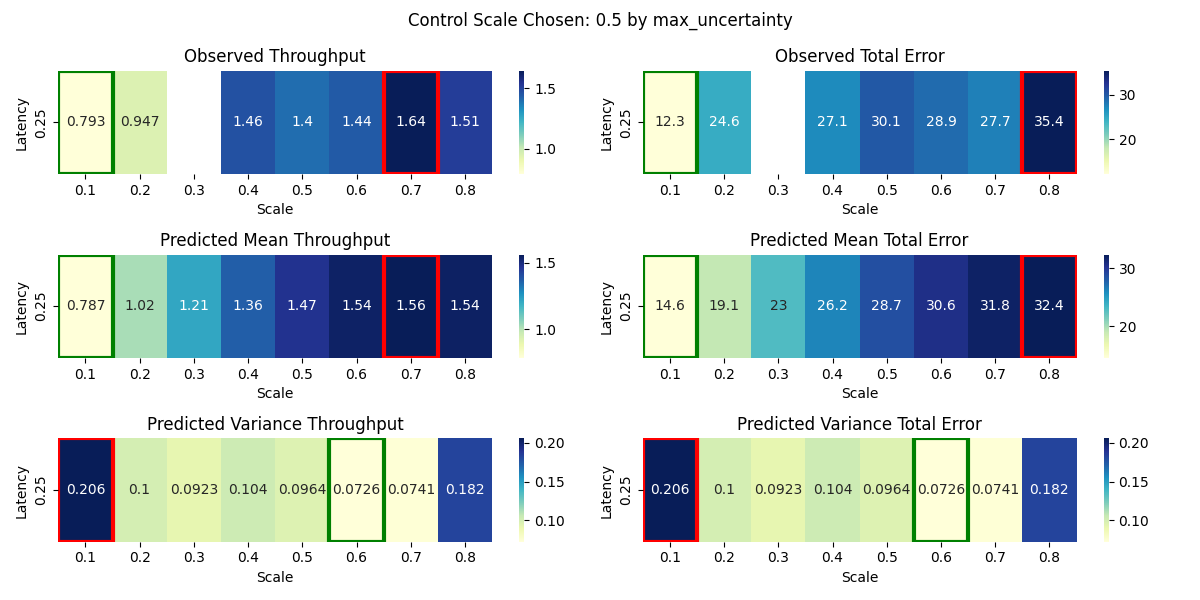 Control Scale Chosen: 0.5 by max_uncertainty
Observed Throughput
Latency
0.25
0.793 0.947 1.46 1.4 1.44 1.64 1.51
0.1 0.2 0.3 0.4 0.5 0.6 0.7 0.8
Scale
1.5
1.0
Observed Total Error
Latency
0.25
12.3 24.6 27.1 30.1 28.9 27.7 35.4
0.1 0.2 0.3 0.4 0.5 0.6 0.7 0.8
Scale
30
20
Predicted Mean Throughput
Latency
0.25
0.787 1.02 1.21 1.36 1.47 1.54 1.56 1.54
0.1 0.2 0.3 0.4 0.5 0.6 0.7 0.8
Scale
1.5
1.0
Predicted Mean Total Error
Latency
0.25
14.6 19.1 23 26.2 28.7 30.6 31.8 32.4
0.1 0.2 0.3 0.4 0.5 0.6 0.7 0.8
Scale
30
20
Predicted Variance Throughput
Latency
0.25
0.206 0.1 0.0923 0.104 0.0964 0.0726 0.0741 0.182
0.1 0.2 0.3 0.4 0.5 0.6 0.7 0.8
Scale
0.20
0.15
0.10
Predicted Variance Total Error
Latency
0.25
0.206 0.1 0.0923 0.104 0.0964 0.0726 0.0741 0.182
0.1 0.2 0.3 0.4 0.5 0.6 0.7 0.8
Scale
0.20
0.15
0.10